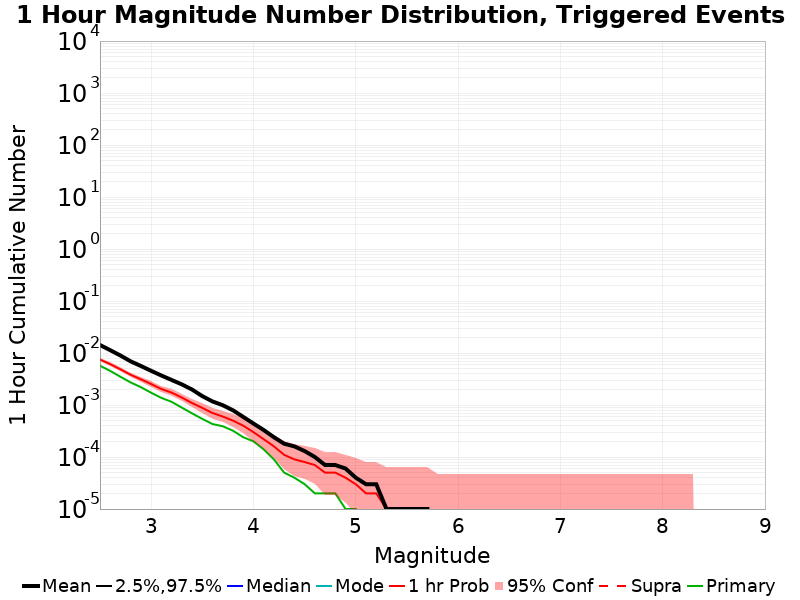 1 Hour Magnitude Number Distribution, Triggered Events
10^4
10^3
10^2
10^1
10^0
10^-1
10^-2
10^-3
10^-4
10^-5
1 Hour Cumulative Number
3 4 5 6 7 8 9
Magnitude
Mean 2.5%,97.5% Median Mode 1 hr Prob 95% Conf Supra Primary